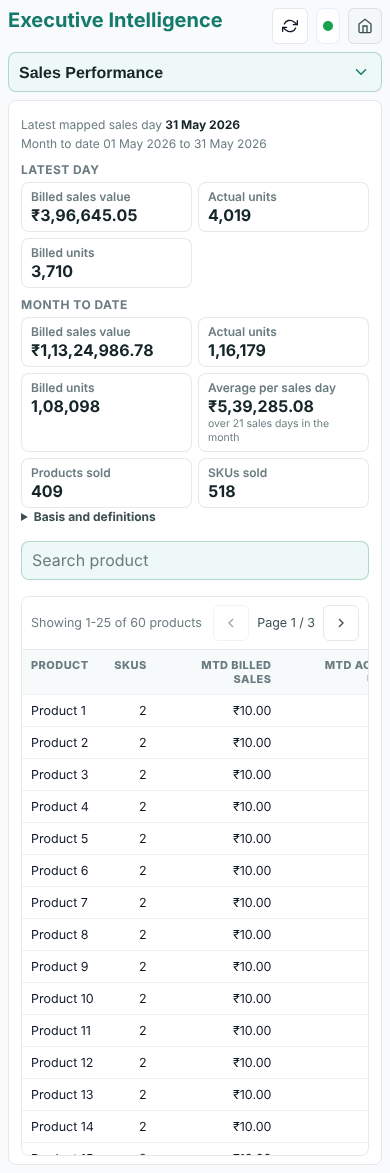 Executive Intelligence
Sales Performance
Latest mapped sales day 31 May 2026
Month to date 01 May 2026 to 31 May 2026
LATEST DAY
Billed sales value
₹3,96,645.05
Actual units
4,019
Billed units
3,710
MONTH TO DATE
Billed sales value
₹1,13,24,986.78
Actual units
1,16,179
Billed units
1,08,098
Average per sales day
₹5,39,285.08
over 21 sales days in the
month
Products sold
409
SKUs sold
518
Basis and definitions
Search product
Showing 1-25 of 60 products
Page 1 / 3
PRODUCT SKUS MTD BILLED SALES MTD
Product 1 2 ₹10.00
Product 2 2 ₹10.00
Product 3 2 ₹10.00
Product 4 2 ₹10.00
Product 5 2 ₹10.00
Product 6 2 ₹10.00
Product 7 2 ₹10.00
Product 8 2 ₹10.00
Product 9 2 ₹10.00
Product 10 2 ₹10.00
Product 11 2 ₹10.00
Product 12 2 ₹10.00
Product 13 2 ₹10.00
Product 14 2 ₹10.00